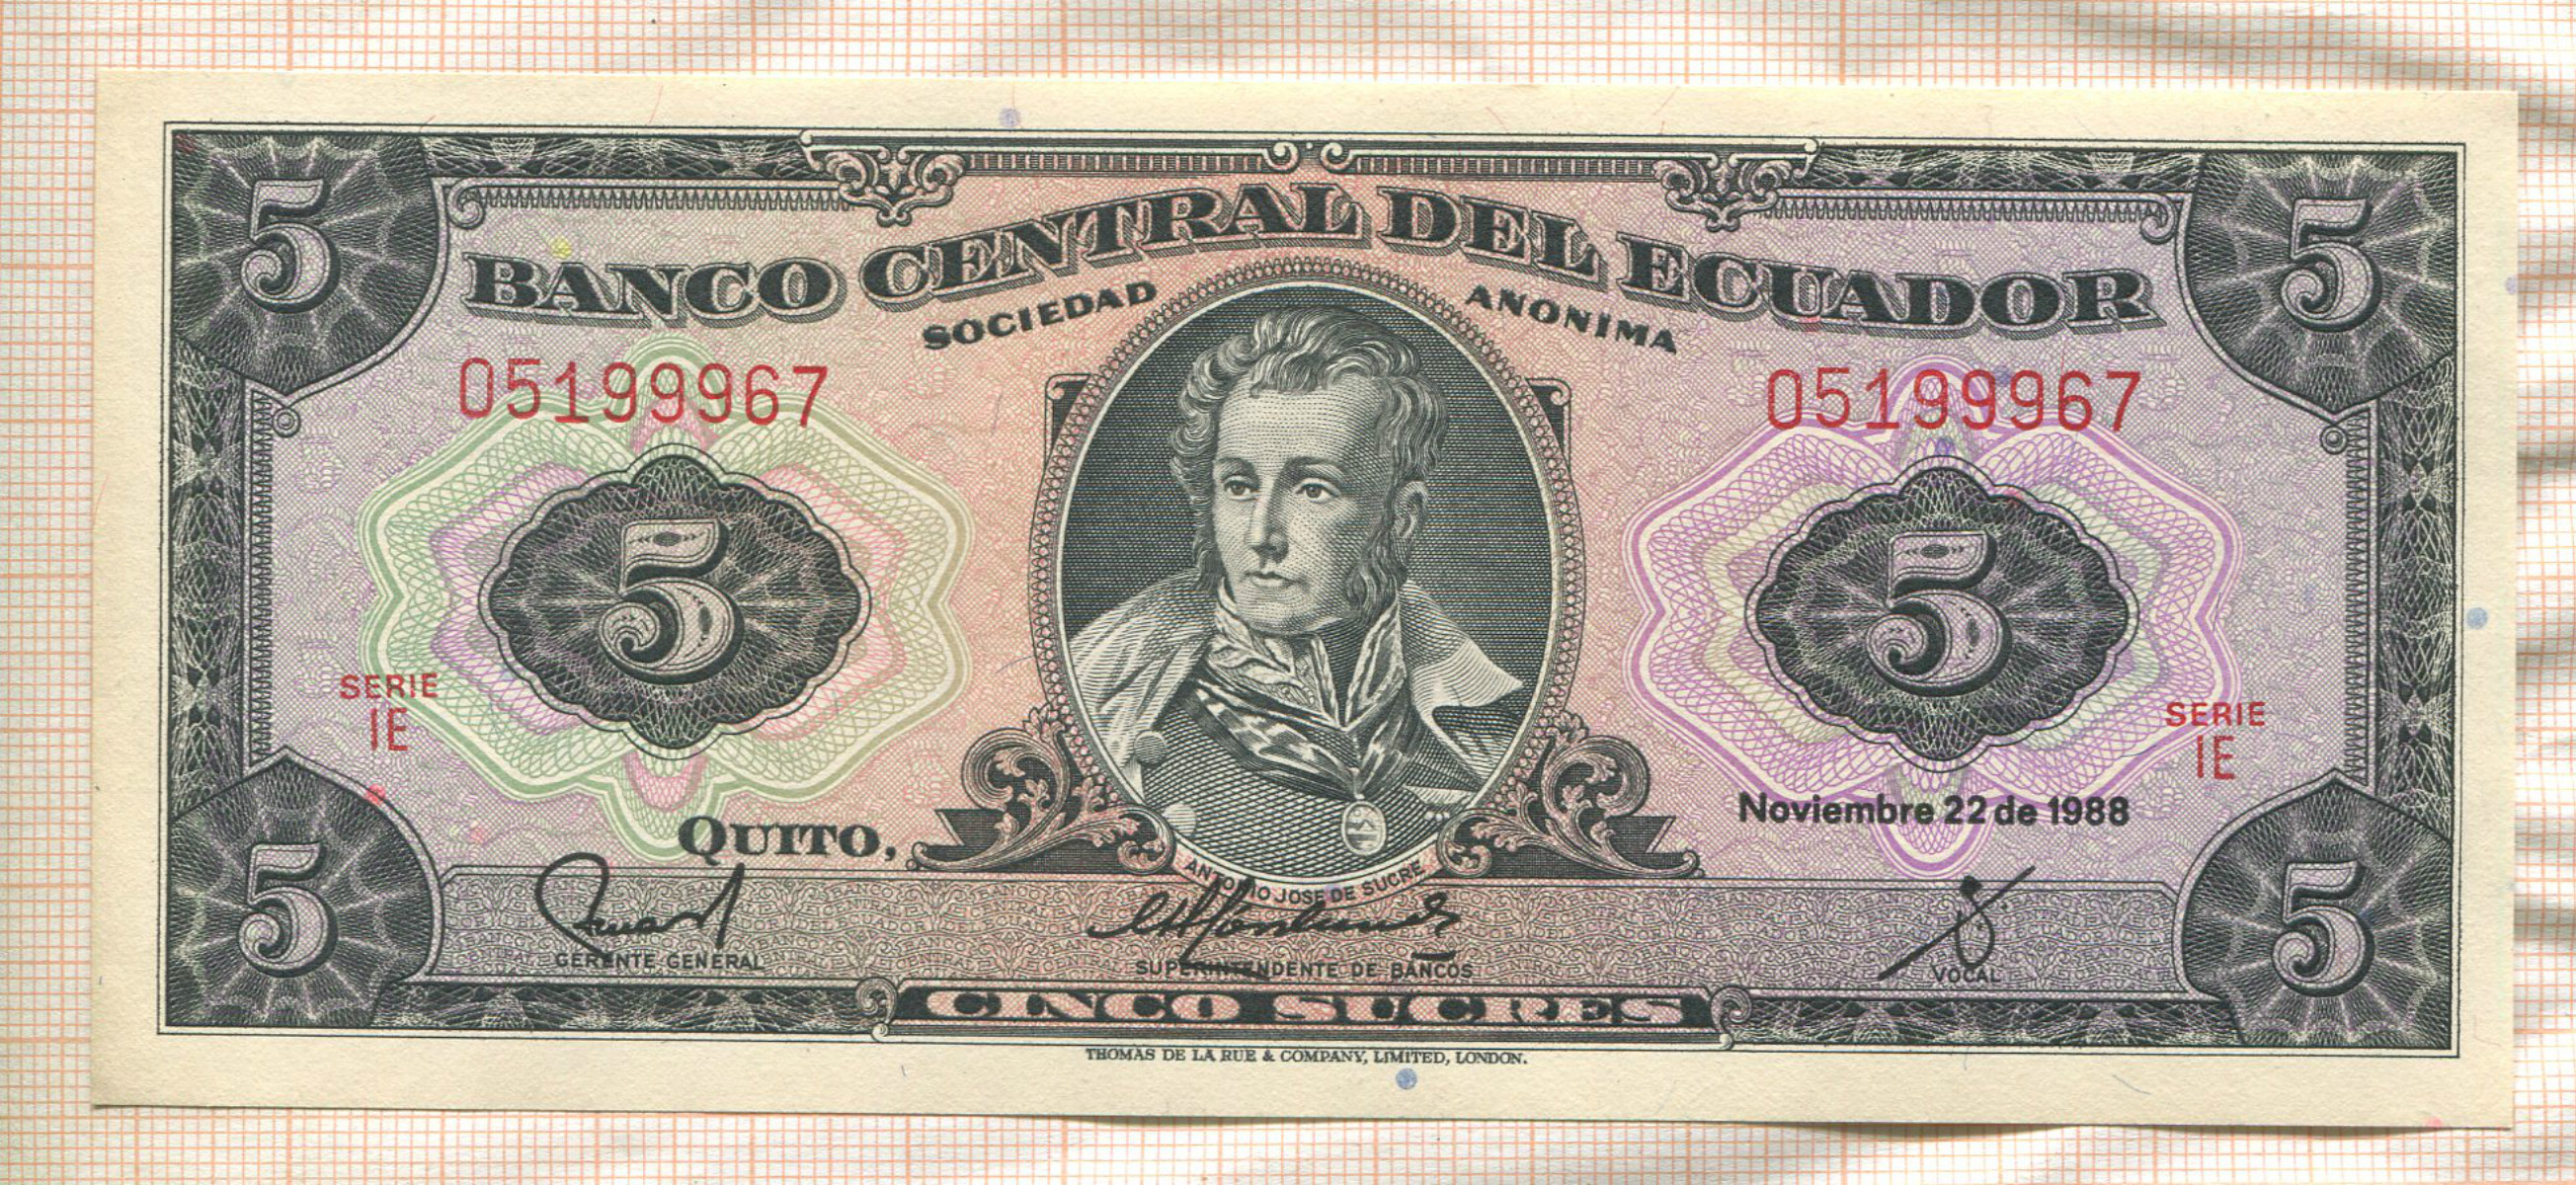 5 5
BANCO CENTRAL DEL ECUADOR
SOCIEDAD ANONIMA
05199967 05199967
5 5
SERIE SERIE
IE IE
Noviembre 22 de 1988
QUITO,
ANTONIO JOSE DE SUCRE
5 5
GERENTE GENERAL SUPERINTENDENTE DE BANCOS VOCAL
CINCO SUCRES
THOMAS DE LA RUE & COMPANY, LIMITED, LONDON.